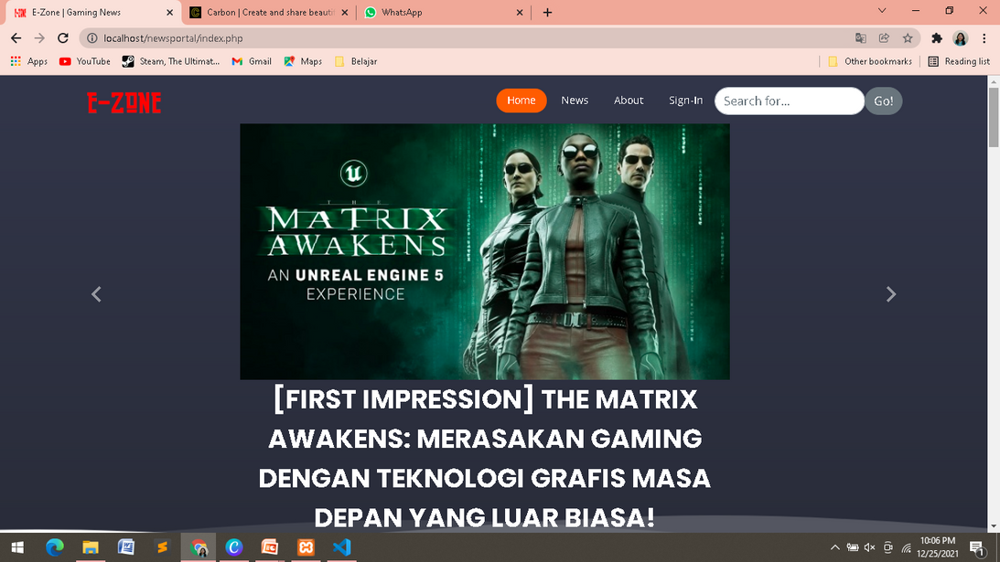 E-Zone | Gaming News
Carbon | Create and share beautif
WhatsApp
localhost/newsportal/index.php
Apps
YouTube
Steam, The Ultimat...
Gmail
Maps
Belajar
Other bookmarks
Reading list
E-ZONE
Home
News
About
Sign-In
Search for...
Go!
THE
MATRIX
AWAKENS
AN UNREAL ENGINE 5
EXPERIENCE
[FIRST IMPRESSION] THE MATRIX
AWAKENS: MERASAKAN GAMING
DENGAN TEKNOLOGI GRAFIS MASA
DEPAN YANG LUAR BIASA!
10:06 PM
12/25/2021
1